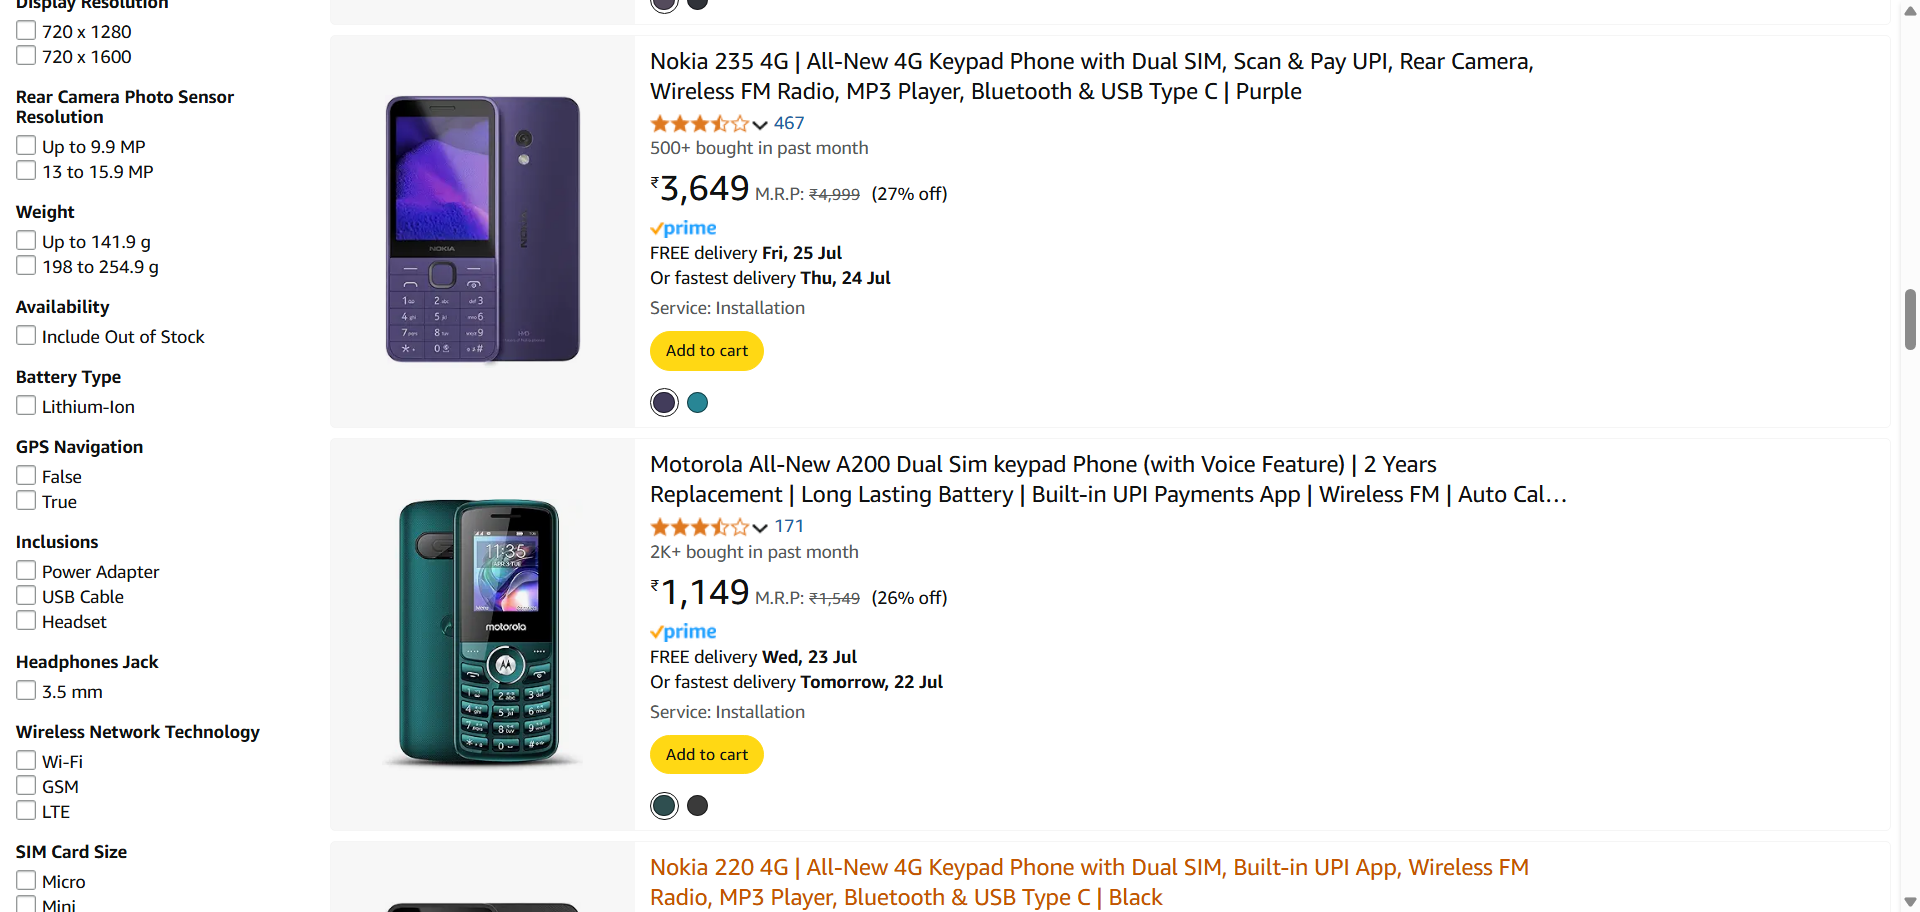 Display Resolution
720 x 1280
720 x 1600
Rear Camera Photo Sensor
Resolution
Up to 9.9 MP
13 to 15.9 MP
Weight
Up to 141.9 g
198 to 254.9 g
Availability
Include Out of Stock
Battery Type
Lithium-Ion
GPS Navigation
False
True
Inclusions
Power Adapter
USB Cable
Headset
Headphones Jack
3.5 mm
Wireless Network Technology
Wi-Fi
GSM
LTE
SIM Card Size
Micro
Mini
NOKIA
NOKIA
Nokia 235 4G | All-New 4G Keypad Phone with Dual SIM, Scan & Pay UPI, Rear Camera,
Wireless FM Radio, MP3 Player, Bluetooth & USB Type C | Purple
467
500+ bought in past month
₹3,649 M.R.P: ₹4,999 (27% off)
prime
FREE delivery Fri, 25 Jul
Or fastest delivery Thu, 24 Jul
Service: Installation
Add to cart
11:35
motorola
Motorola All-New A200 Dual Sim keypad Phone (with Voice Feature) | 2 Years
Replacement | Long Lasting Battery | Built-in UPI Payments App | Wireless FM | Auto Cal...
171
2K+ bought in past month
₹1,149 M.R.P: ₹1,549 (26% off)
prime
FREE delivery Wed, 23 Jul
Or fastest delivery Tomorrow, 22 Jul
Service: Installation
Add to cart
Nokia 220 4G | All-New 4G Keypad Phone with Dual SIM, Built-in UPI App, Wireless FM
Radio, MP3 Player, Bluetooth & USB Type C | Black